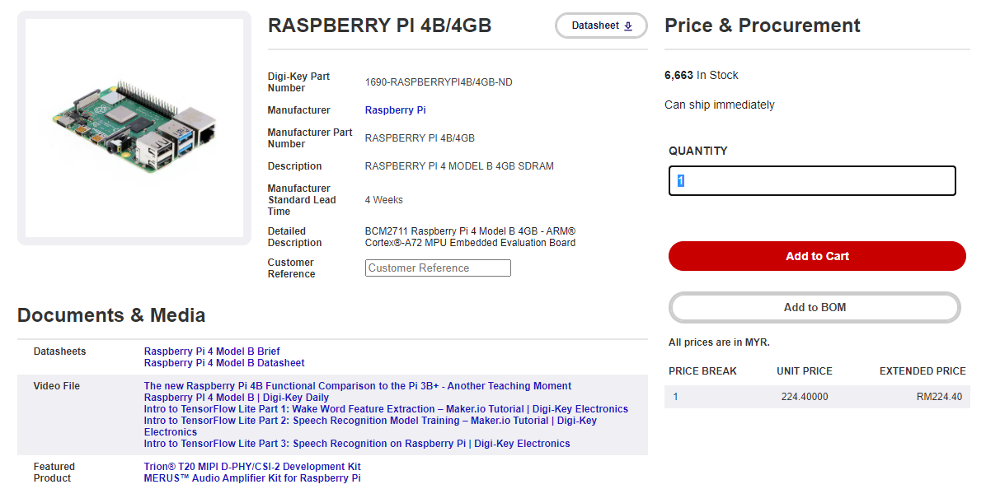 RASPBERRY PI 4B/4GB
Datasheet
Digi-Key Part
Number
1690-RASPBERRYPI4B/4GB-ND
Manufacturer
Raspberry Pi
Manufacturer Part
Number
RASPBERRY PI 4B/4GB
Description
RASPBERRY PI 4 MODEL B 4GB SDRAM
Manufacturer
Standard Lead
Time
4 Weeks
Detailed
Description
BCM2711 Raspberry Pi 4 Model B 4GB - ARM®
Cortex®-A72 MPU Embedded Evaluation Board
Customer
Reference
Customer Reference
Documents & Media
Datasheets
Raspberry Pi 4 Model B Brief
Raspberry Pi 4 Model B Datasheet
Video File
The new Raspberry Pi 4B Functional Comparison to the Pi 3B+ - Another Teaching Moment
Raspberry PI 4 Model B | Digi-Key Daily
Intro to TensorFlow Lite Part 1: Wake Word Feature Extraction – Maker.io Tutorial | Digi-Key Electronics
Intro to TensorFlow Lite Part 2: Speech Recognition Model Training – Maker.io Tutorial | Digi-Key
Electronics
Intro to TensorFlow Lite Part 3: Speech Recognition on Raspberry Pi | Digi-Key Electronics
Featured
Product
Trion® T20 MIPI D-PHY/CSI-2 Development Kit
MERUS™ Audio Amplifier Kit for Raspberry Pi
Price & Procurement
6,663 In Stock
Can ship immediately
QUANTITY
1
Add to Cart
Add to BOM
All prices are in MYR.
PRICE BREAK UNIT PRICE EXTENDED PRICE
1 224.40000 RM224.40